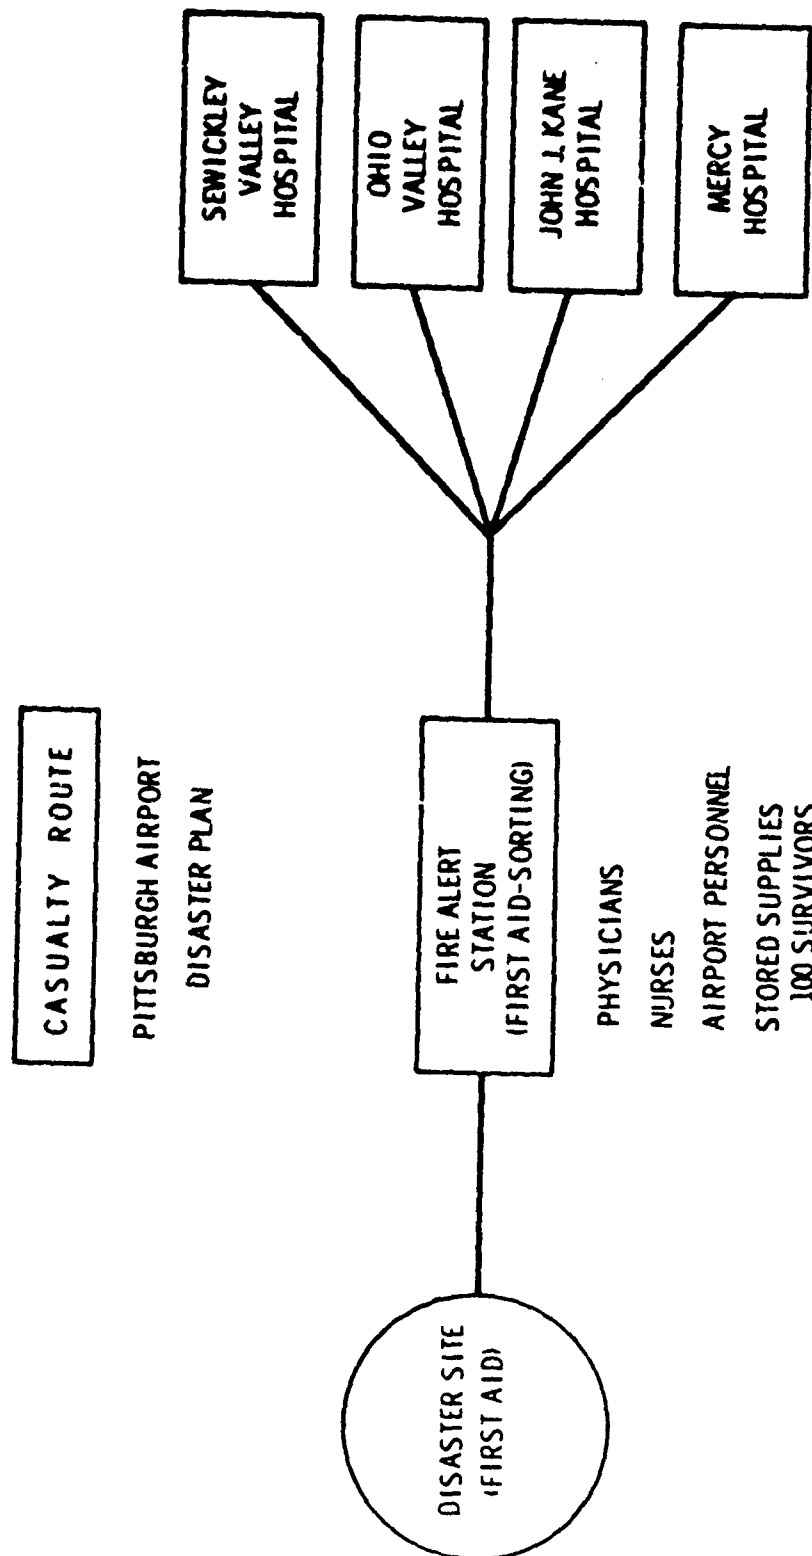 CASUALTY ROUTE
PITTSBURGH AIRPORT
DISASTER PLAN
DISASTER SITE
(FIRST AID)
FIRE ALERT
STATION
(FIRST AID-SORTING)
PHYSICIANS
NURSES
AIRPORT PERSONNEL
STORED SUPPLIES
100 SURVIVORS
SEWICKLEY
VALLEY
HOSPITAL
OHIO
VALLEY
HOSPITAL
JOHN J. KANE
HOSPITAL
MERCY
HOSPITAL